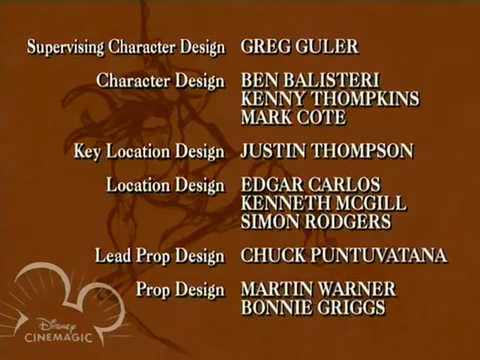 Supervising Character Design GREG GULER
Character Design BEN BALISTERI
KENNY THOMPKINS
MARK COTE
Key Location Design JUSTIN THOMPSON
Location Design EDGAR CARLOS
KENNETH MCGILL
SIMON RODGERS
Lead Prop Design CHUCK PUNTUVATANA
Prop Design MARTIN WARNER
BONNIE GRIGGS
Disney
CINEMAGIC